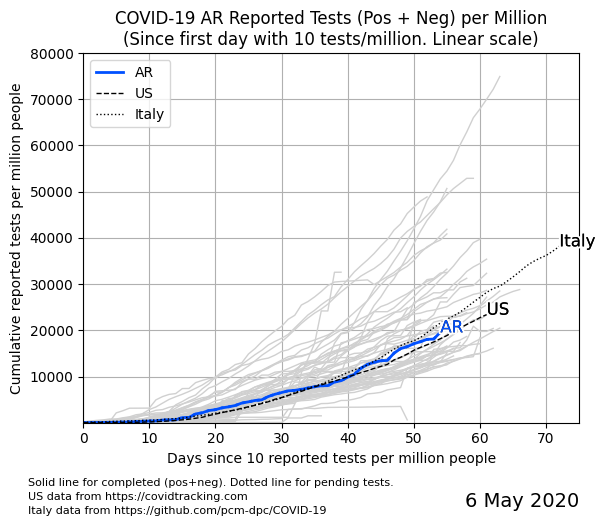 COVID-19 AR Reported Tests (Pos + Neg) per Million
(Since first day with 10 tests/million. Linear scale)
Cumulative reported tests per million people
80000
70000
60000
50000
40000
30000
20000
10000
AR
US
Italy
Italy
US
AR
0 10 20 30 40 50 60 70
Days since 10 reported tests per million people
Solid line for completed (pos+neg). Dotted line for pending tests.
US data from https://covidtracking.com
Italy data from https://github.com/pcm-dpc/COVID-19
6 May 2020